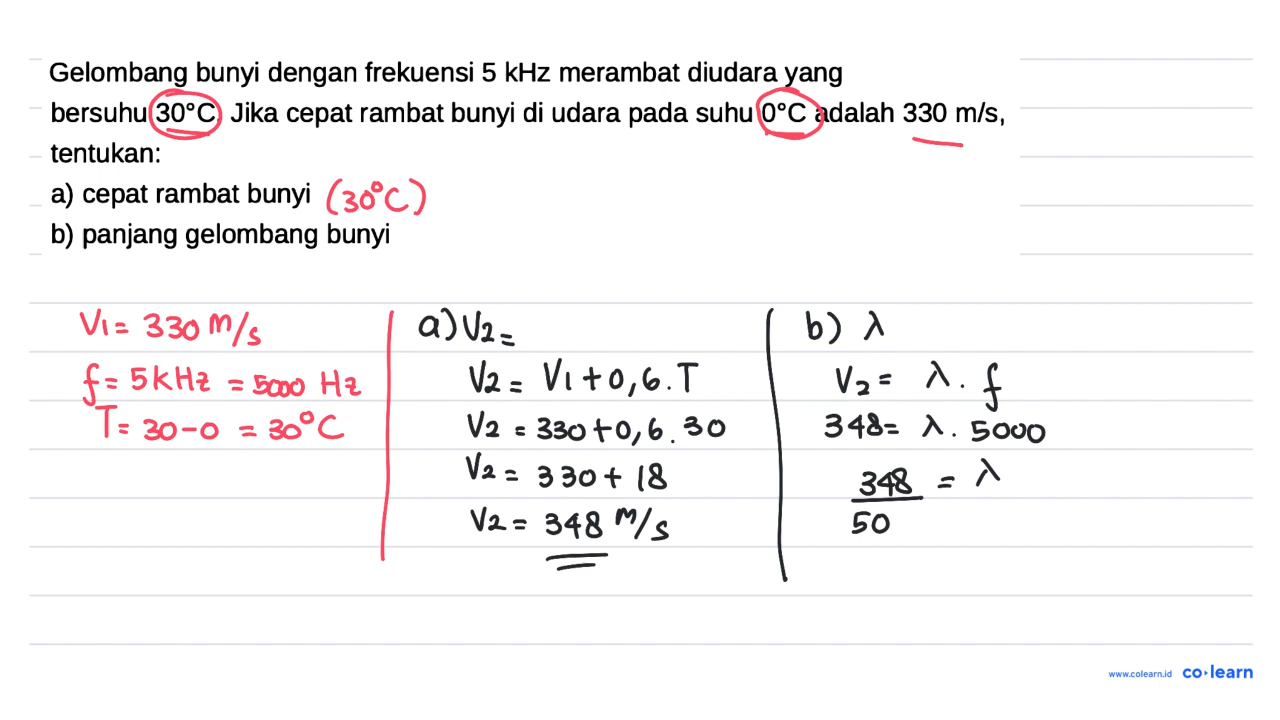 Gelombang bunyi dengan frekuensi 5 kHz merambat diudara yang
bersuhu 30°C. Jika cepat rambat bunyi di udara pada suhu 0°C adalah 330 m/s,
tentukan:
a) cepat rambat bunyi (30°C)
b) panjang gelombang bunyi
V1 = 330 m/s
f = 5 kHz = 5000 Hz
T = 30 - 0 = 30°C
a) V2 =
V2 = V1 + 0,6 . T
V2 = 330 + 0,6 . 30
V2 = 330 + 18
V2 = 348 m/s
b) λ
V2 = λ . f
348 = λ . 5000
348 = λ
50
www.colearn.id co·learn